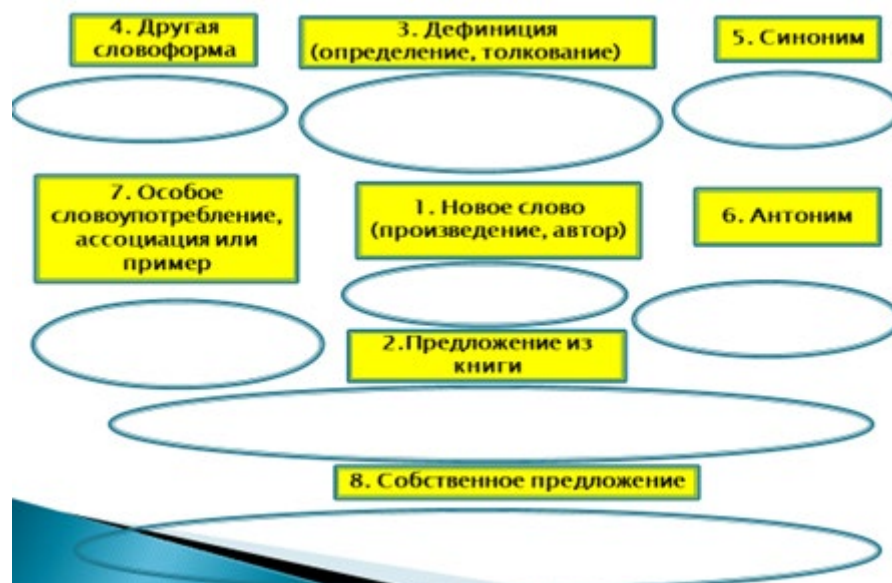 4. Другая
словоформа
3. Дефиниция
(определение, толкование)
5. Синоним
7. Особое
словоупотребление,
ассоциация или
пример
1. Новое слово
(произведение, автор)
6. Антоним
2.Предложение из
книги
8. Собственное предложение